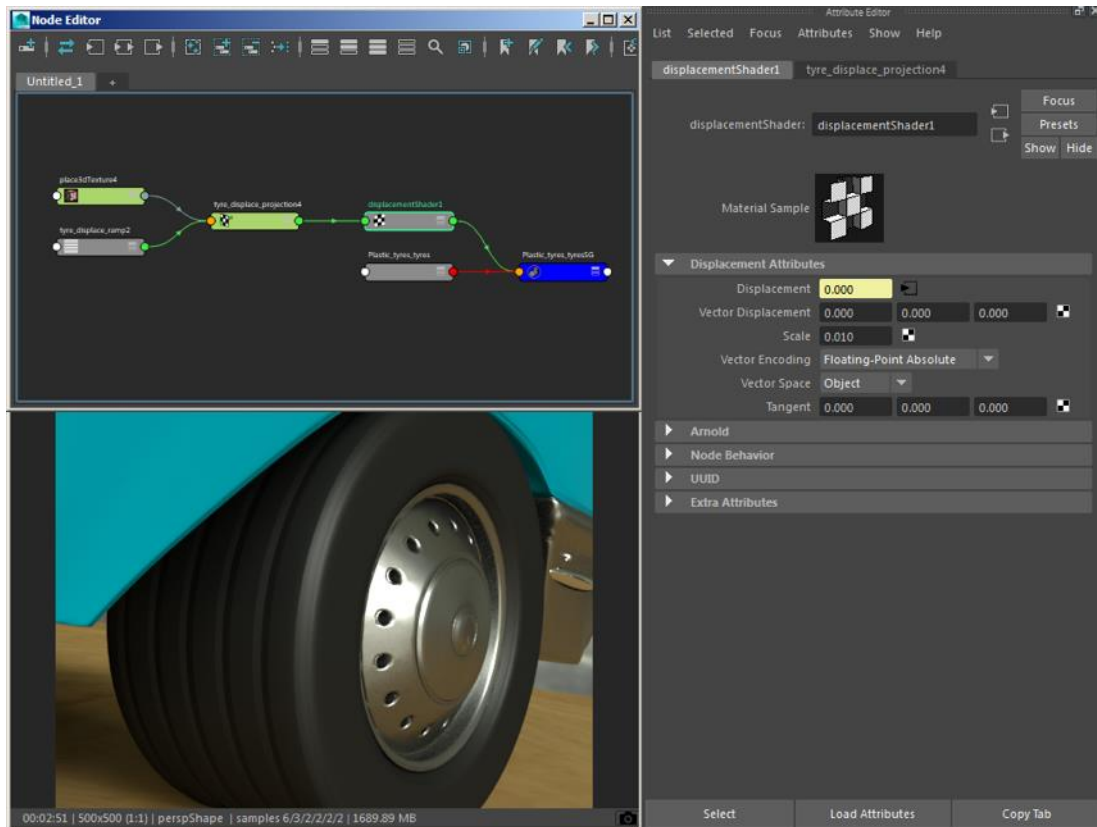 Node Editor
Untitled_1 +
place3dTexture4
tyre_displace_ramp2
tyre_displace_projection4
displacementShader1
Plastic_tyres_tyres
Plastic_tyres_tyresSG
00:02:51 | 500x500 (1:1) | perspShape | samples 6/3/2/2/2/2 | 1689.89 MB
Attribute Editor
List Selected Focus Attributes Show Help
displacementShader1 tyre_displace_projection4
displacementShader: displacementShader1
Focus
Presets
Show Hide
Material Sample
Displacement Attributes
Displacement 0.000
Vector Displacement 0.000 0.000 0.000
Scale 0.010
Vector Encoding Floating-Point Absolute
Vector Space Object
Tangent 0.000 0.000 0.000
Arnold
Node Behavior
UUID
Extra Attributes
Select Load Attributes Copy Tab